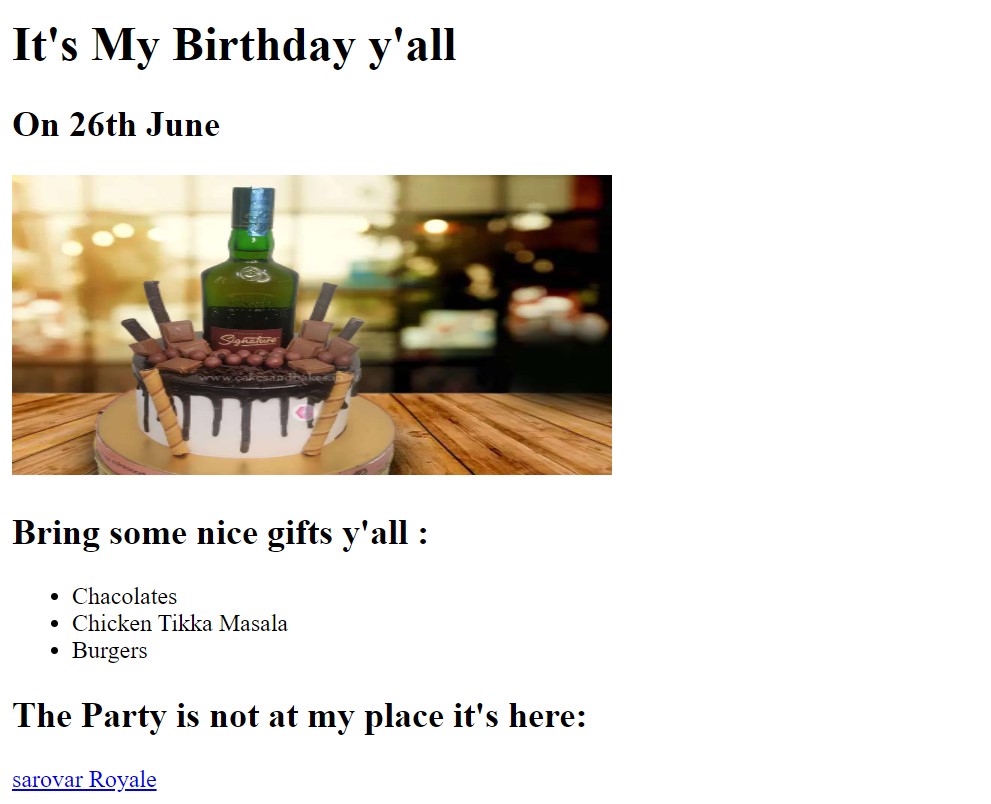 It's My Birthday y'all
On 26th June
Signature
www.cakesandbakes
Bring some nice gifts y'all :
Chacolates
Chicken Tikka Masala
Burgers
The Party is not at my place it's here:
sarovar Royale